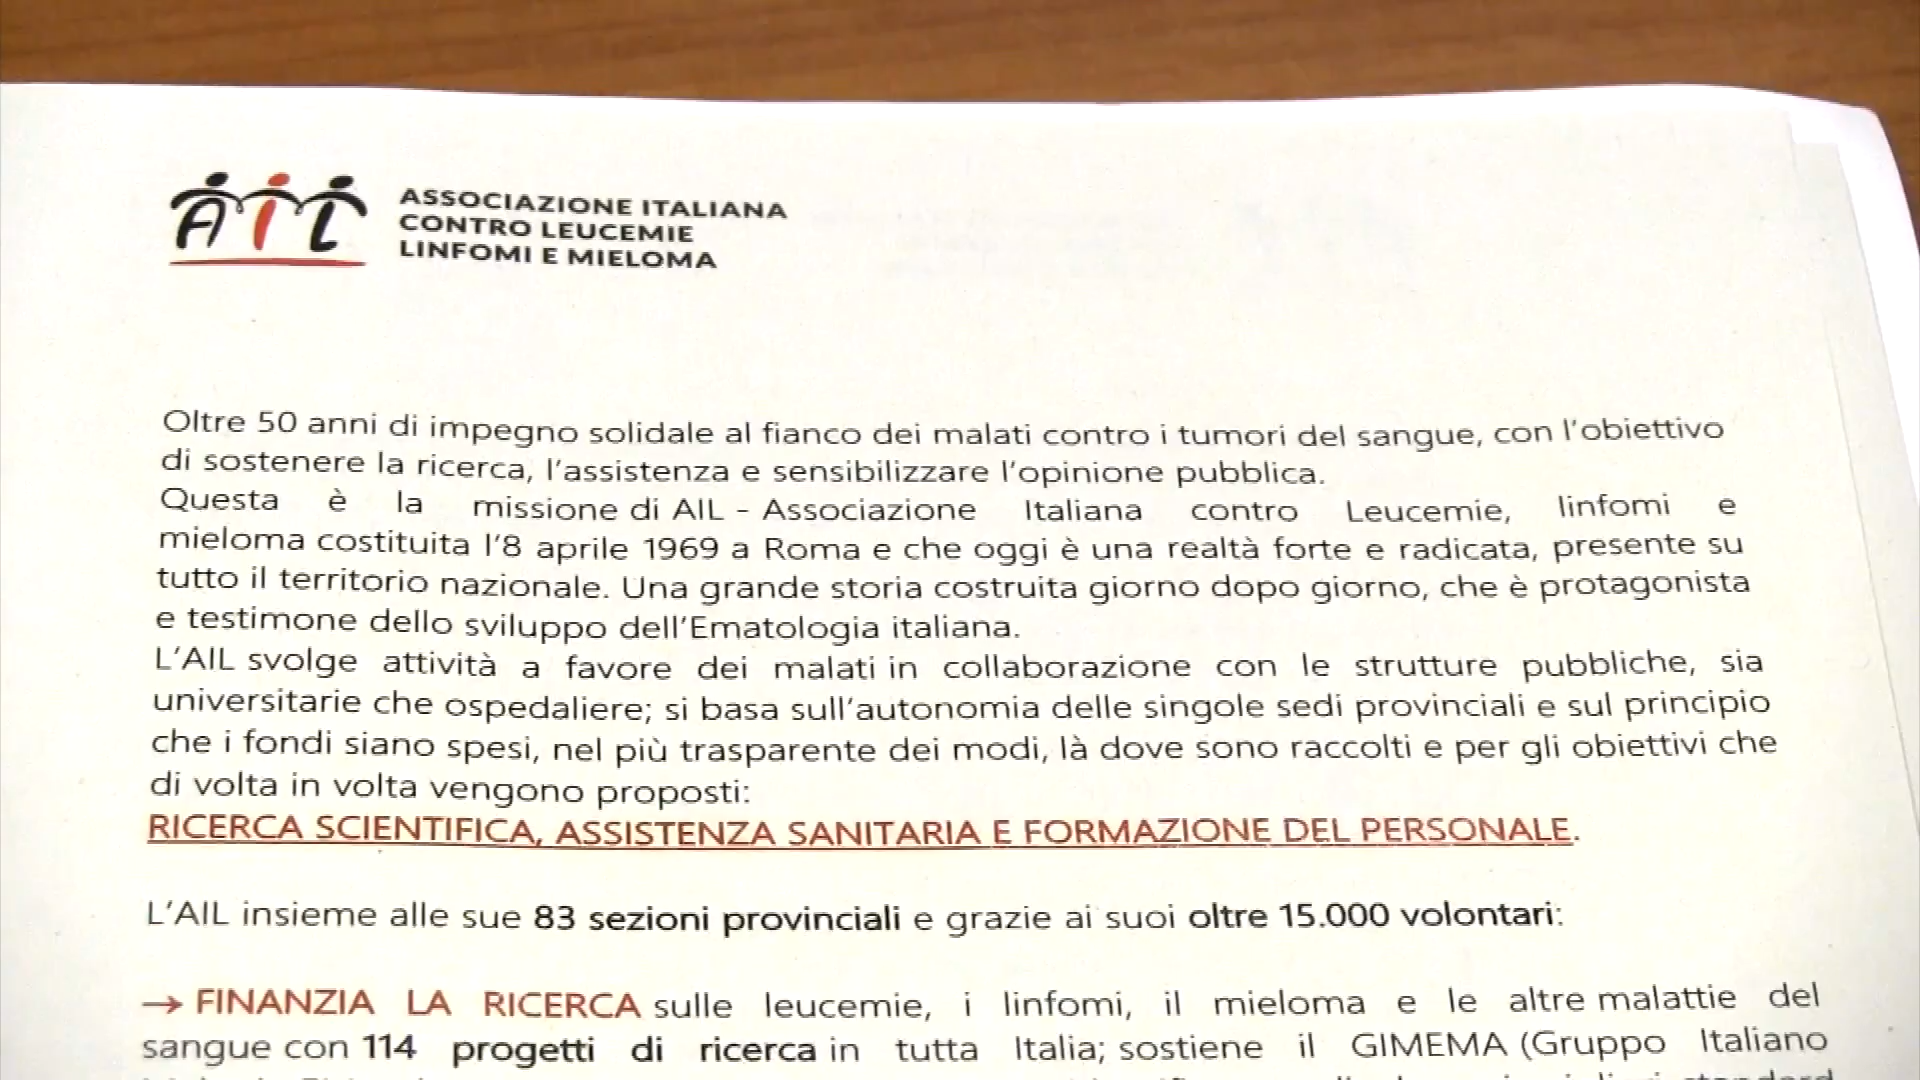 AIL
ASSOCIAZIONE ITALIANA
CONTRO LEUCEMIE
LINFOMI E MIELOMA
Oltre 50 anni di impegno solidale al fianco dei malati contro i tumori del sangue, con l'obiettivo
di sostenere la ricerca, l'assistenza e sensibilizzare l'opinione pubblica.
Questa è la missione di AIL - Associazione Italiana contro Leucemie, linfomi e
mieloma costituita l'8 aprile 1969 a Roma e che oggi è una realtà forte e radicata, presente su
tutto il territorio nazionale. Una grande storia costruita giorno dopo giorno, che è protagonista
e testimone dello sviluppo dell'Ematologia italiana.
L'AIL svolge attività a favore dei malati in collaborazione con le strutture pubbliche, sia
universitarie che ospedaliere; si basa sull'autonomia delle singole sedi provinciali e sul principio
che i fondi siano spesi, nel più trasparente dei modi, là dove sono raccolti e per gli obiettivi che
di volta in volta vengono proposti:
RICERCA SCIENTIFICA, ASSISTENZA SANITARIA E FORMAZIONE DEL PERSONALE.
L'AIL insieme alle sue 83 sezioni provinciali e grazie ai suoi oltre 15.000 volontari:
→ FINANZIA LA RICERCA sulle leucemie, i linfomi, il mieloma e le altre malattie del
sangue con 114 progetti di ricerca in tutta Italia; sostiene il GIMEMA (Gruppo Italiano
standard